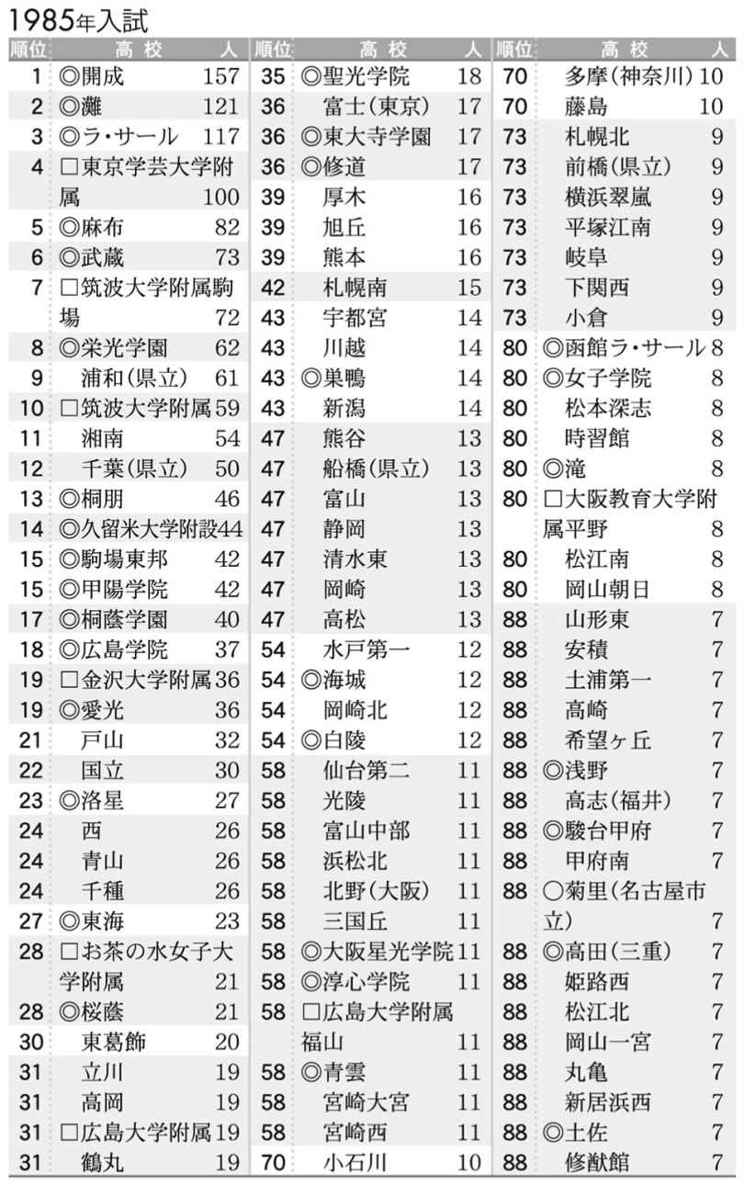 1985年入試
順位 高校 人
1 ◎開成 157
2 ◎灘 121
3 ◎ラ・サール 117
4 □東京学芸大学附
属 100
5 ◎麻布 82
6 ◎武蔵 73
7 □筑波大学附属駒
場 72
8 ◎栄光学園 62
9 浦和(県立) 61
10 □筑波大学附属 59
11 湘南 54
12 千葉(県立) 50
13 ◎桐朋 46
14 ◎久留米大学附設 44
15 ◎駒場東邦 42
15 ◎甲陽学院 42
17 ◎桐蔭学園 40
18 ◎広島学院 37
19 □金沢大学附属 36
19 ◎愛光 36
21 戸山 32
22 国立 30
23 ◎洛星 27
24 西 26
24 青山 26
24 千種 26
27 ◎東海 23
28 □お茶の水女子大
学附属 21
28 ◎桜蔭 21
30 東葛飾 20
31 立川 19
31 高岡 19
31 □広島大学附属 19
31 鶴丸 19
順位 高校 人
35 ◎聖光学院 18
36 富士(東京) 17
36 ◎東大寺学園 17
36 ◎修道 17
39 厚木 16
39 旭丘 16
39 熊本 16
42 札幌南 15
43 宇都宮 14
43 川越 14
43 ◎巣鴨 14
43 新潟 14
47 熊谷 13
47 船橋(県立) 13
47 富山 13
47 静岡 13
47 清水東 13
47 岡崎 13
47 高松 13
54 水戸第一 12
54 ◎海城 12
54 岡崎北 12
54 ◎白陵 12
58 仙台第二 11
58 光陵 11
58 富山中部 11
58 浜松北 11
58 北野(大阪) 11
58 三国丘 11
58 ◎大阪星光学院 11
58 ◎淳心学院 11
58 □広島大学附属
福山 11
58 ◎青雲 11
58 宮崎大宮 11
58 宮崎西 11
70 小石川 10
順位 高校 人
70 多摩(神奈川) 10
70 藤島 10
73 札幌北 9
73 前橋(県立) 9
73 横浜翠嵐 9
73 平塚江南 9
73 岐阜 9
73 下関西 9
73 小倉 9
80 ◎函館ラ・サール 8
80 ◎女子学院 8
80 松本深志 8
80 時習館 8
80 ◎滝 8
80 □大阪教育大学附
属平野 8
80 松江南 8
80 岡山朝日 8
88 山形東 7
88 安積 7
88 土浦第一 7
88 高崎 7
88 希望ヶ丘 7
88 ◎浅野 7
88 高志(福井) 7
88 ◎駿台甲府 7
88 甲府南 7
88 ○菊里(名古屋市
立) 7
88 ◎高田(三重) 7
88 姫路西 7
88 松江北 7
88 岡山一宮 7
88 丸亀 7
88 新居浜西 7
88 ◎土佐 7
88 修猷館 7